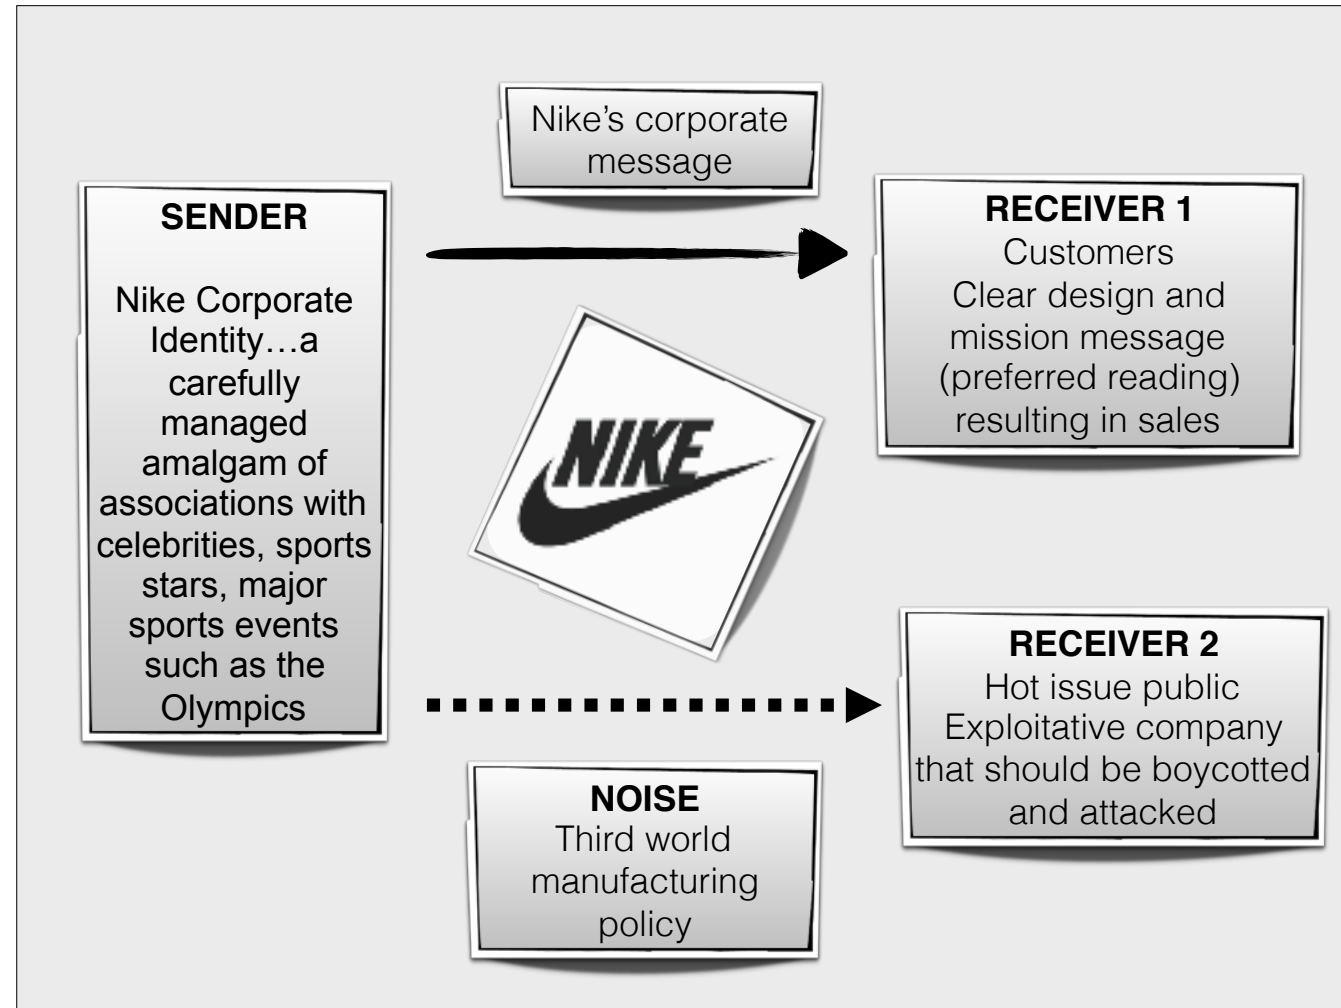 Nike’s corporate
message
SENDER
Nike Corporate
Identity…a
carefully
managed
amalgam of
associations with
celebrities, sports
stars, major
sports events
such as the
Olympics
RECEIVER 1
Customers
Clear design and
mission message
(preferred reading)
resulting in sales
NIKE
RECEIVER 2
Hot issue public
Exploitative company
that should be boycotted
and attacked
NOISE
Third world
manufacturing
policy